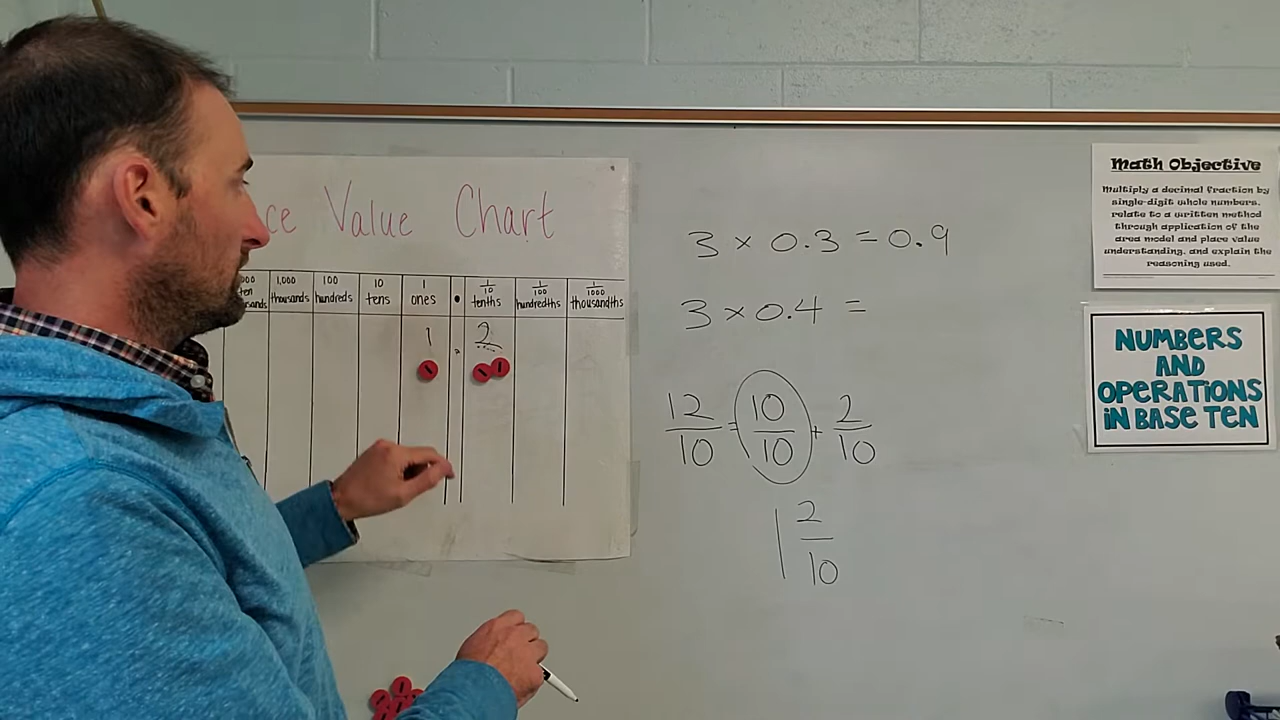 ce Value Chart
1,000 100 10 1 1/10 1/100 1/1000
thousands hundreds tens ones . tenths hundredths thousandths
1 . 2
3 × 0.3 = 0.9
3 × 0.4 =
12/10 = 10/10 + 2/10
1 2/10
Math Objective
Multiply a decimal fraction by
single-digit whole numbers,
relate to a written method
through application of the
area model and place value
understanding, and explain the
reasoning used.
NUMBERS
AND
OPERATIONS
IN BASE TEN